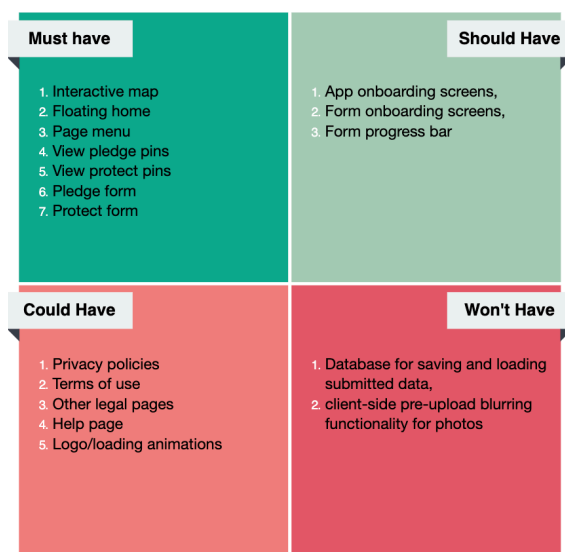 Must have
1. Interactive map
2. Floating home
3. Page menu
4. View pledge pins
5. View protect pins
6. Pledge form
7. Protect form
Should Have
1. App onboarding screens,
2. Form onboarding screens,
3. Form progress bar
Could Have
1. Privacy policies
2. Terms of use
3. Other legal pages
4. Help page
5. Logo/loading animations
Won't Have
1. Database for saving and loading
submitted data,
2. client-side pre-upload blurring
functionality for photos